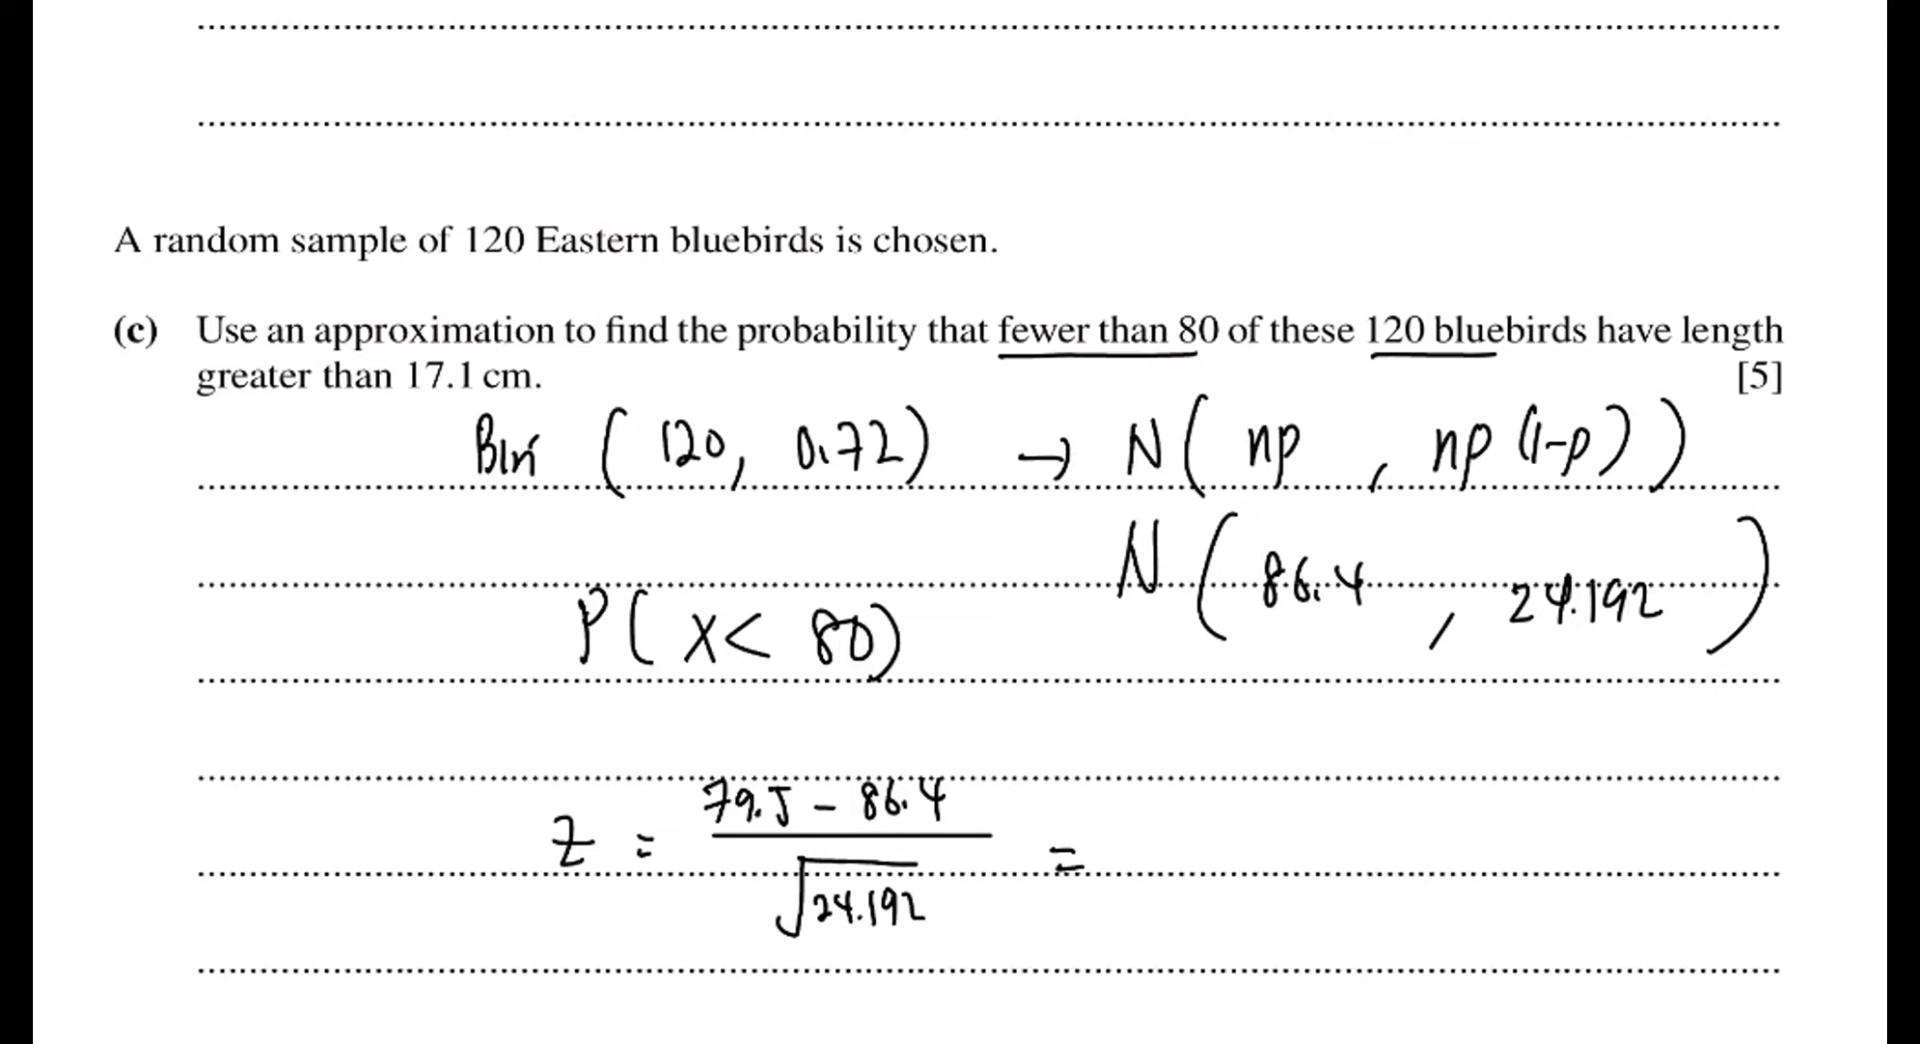 A random sample of 120 Eastern bluebirds is chosen.
(c) Use an approximation to find the probability that fewer than 80 of these 120 bluebirds have length
greater than 17.1 cm. [5]
Bin ( 120, 0.72 ) → N ( np , np (1-p) )
N ( 86.4 , 24.192 )
P ( X < 80 )
Z = 79.5 - 86.4 / √24.192 =